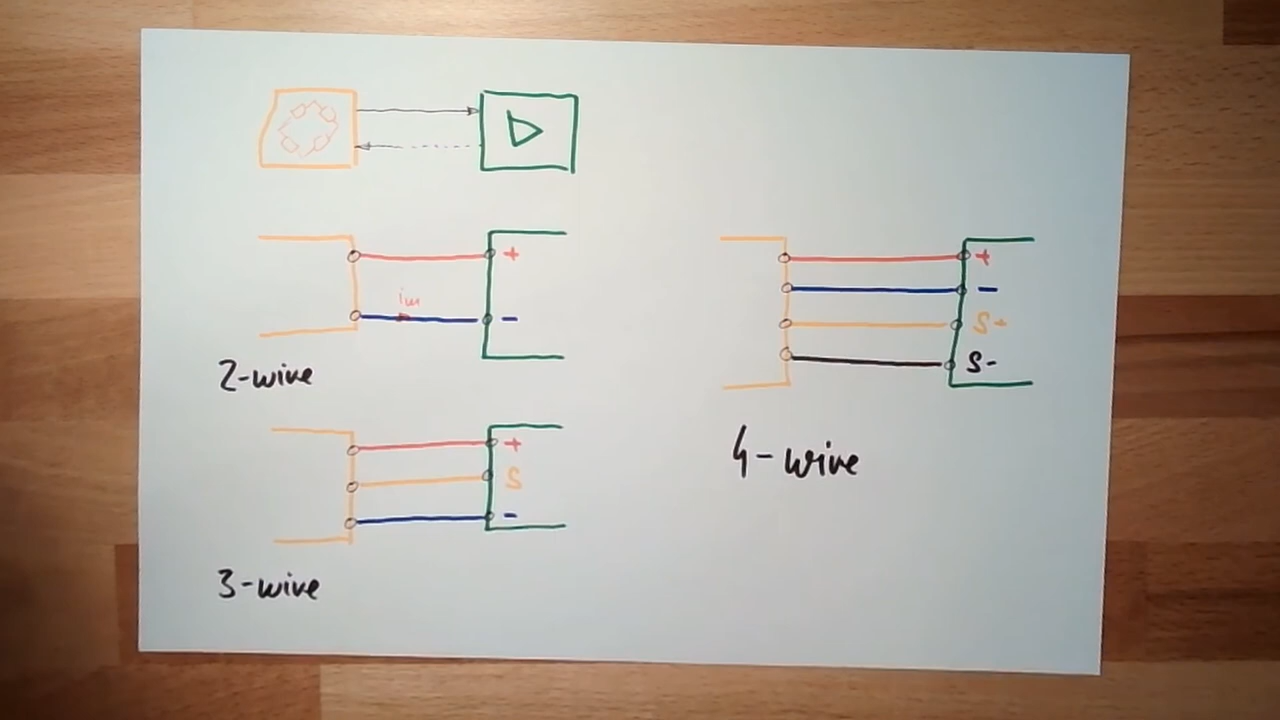 +
im
-
2-wire
+
S
-
3-wire
+
-
S+
S-
4-wire